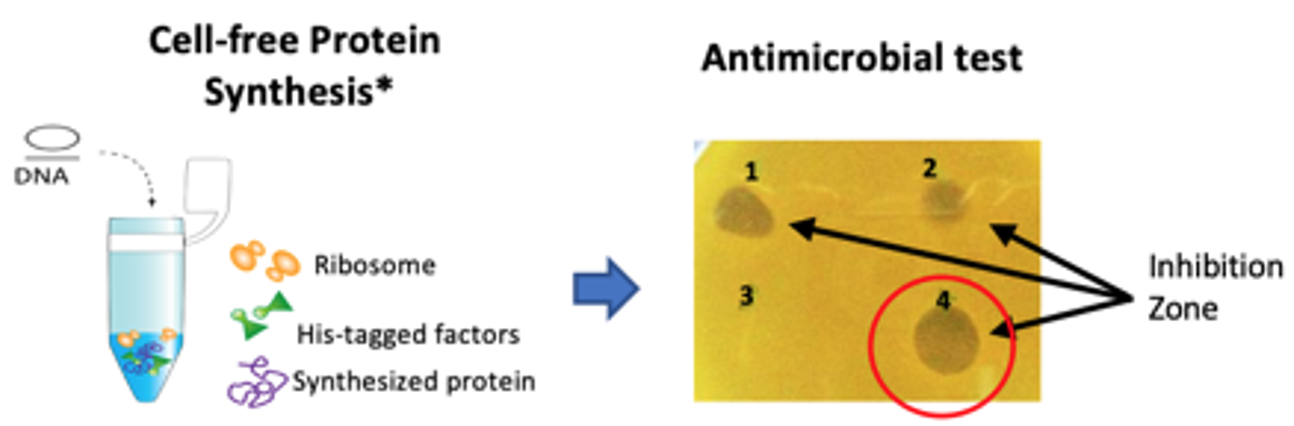 Cell-free Protein
Synthesis*
DNA
Ribosome
His-tagged factors
Synthesized protein
Antimicrobial test
1
2
3
4
Inhibition
Zone